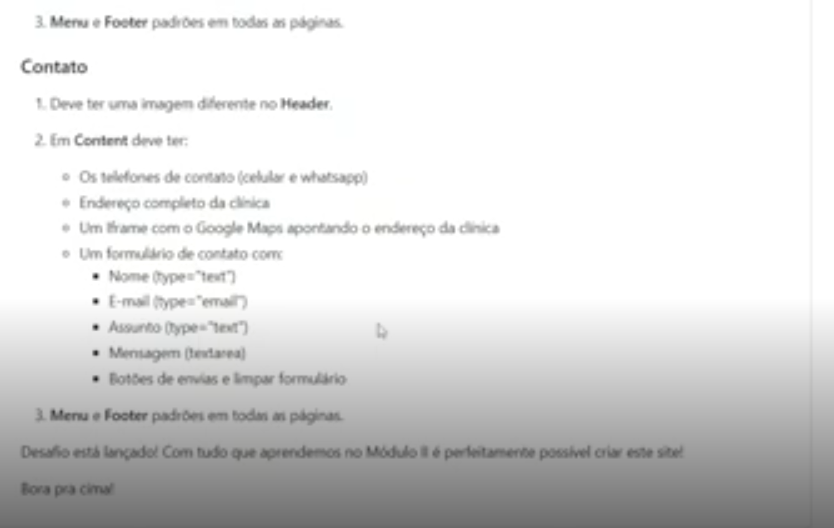 3. Menu e Footer padrões em todas as páginas.
Contato
1. Deve ter uma imagem diferente no Header.
2. Em Content deve ter:
Os telefones de contato (celular e whatsapp)
Endereço completo da clínica
Um Iframe com o Google Maps apontando o endereço da clínica
Um formulário de contato com:
Nome (type="text")
E-mail (type="email")
Assunto (type="text")
Mensagem (textarea)
Botões de envias e limpar formulário
3. Menu e Footer padrões em todas as páginas.
Desafio está lançado! Com tudo que aprendemos no Módulo II é perfeitamente possível criar este site!
Bora pra cima!